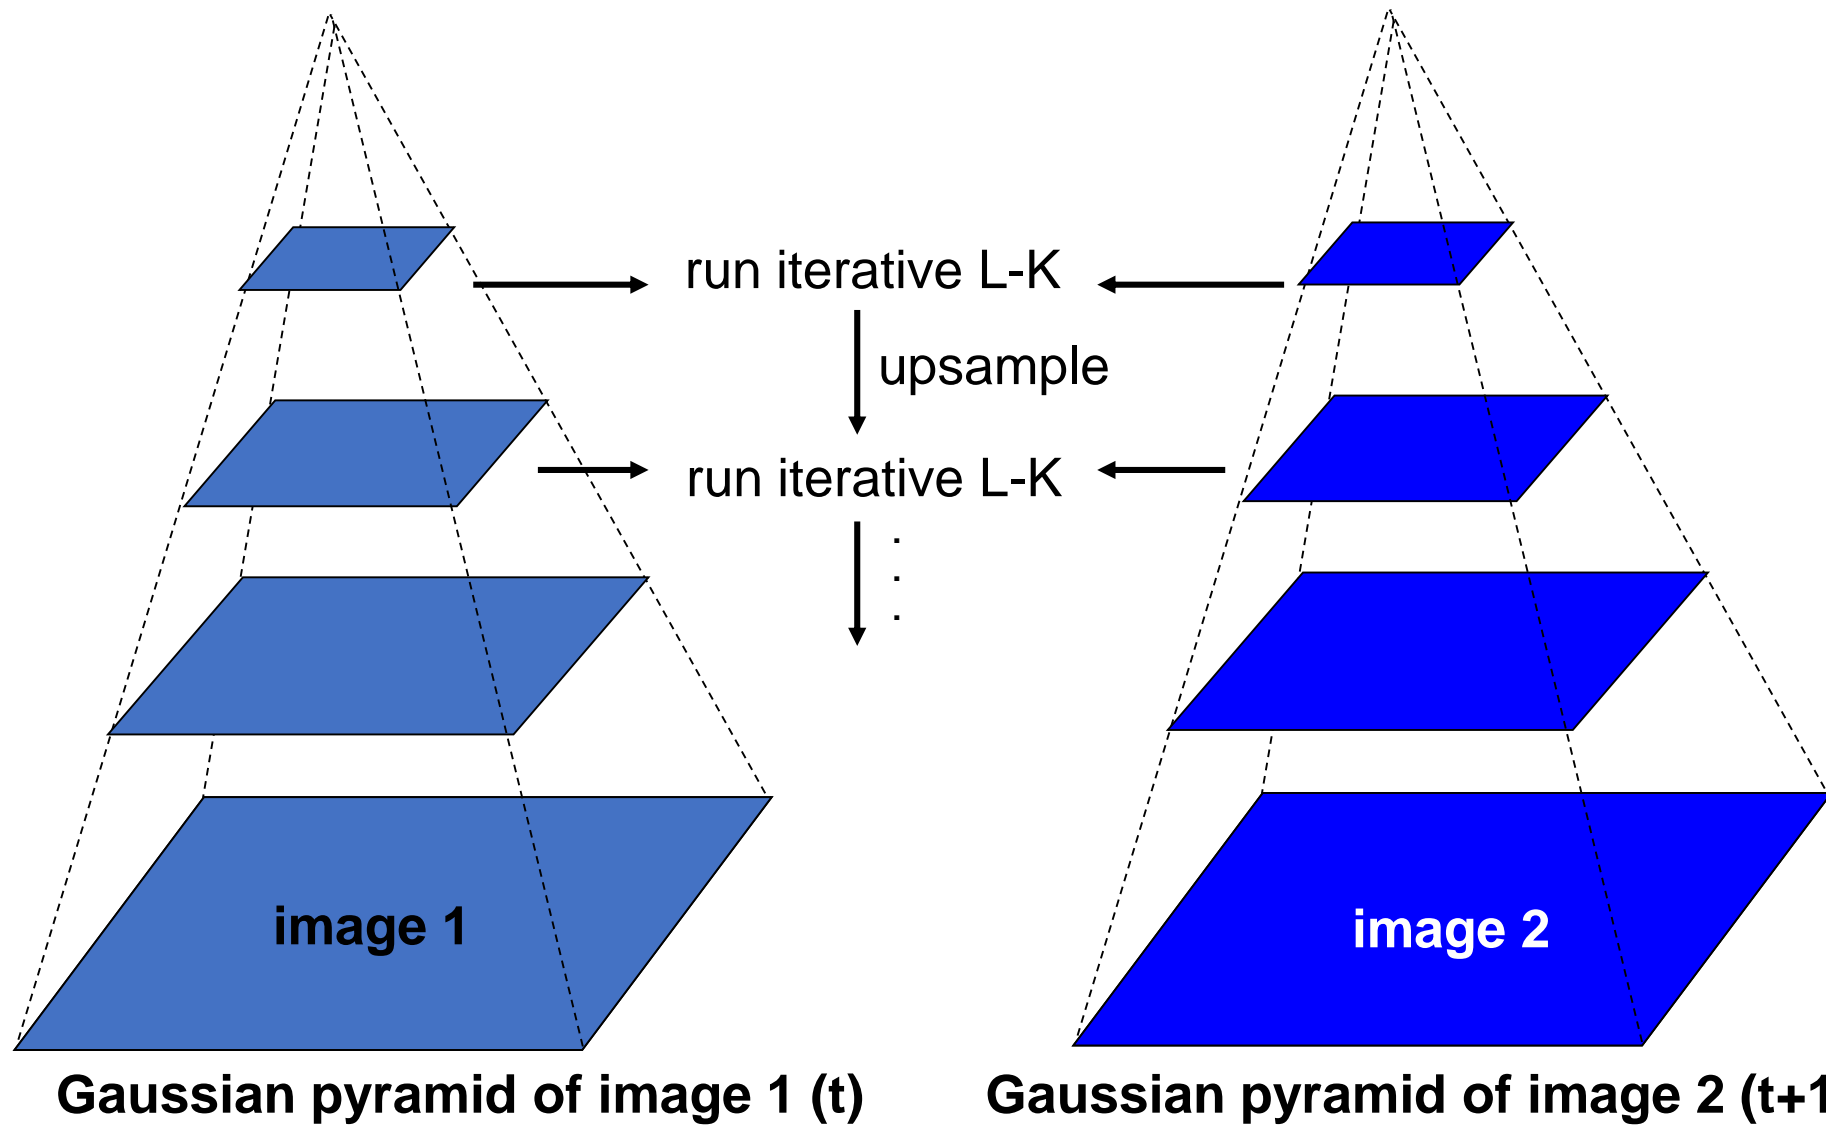 run iterative L-K
upsample
run iterative L-K
.
.
.
image 1
image 2
Gaussian pyramid of image 1 (t)
Gaussian pyramid of image 2 (t+1